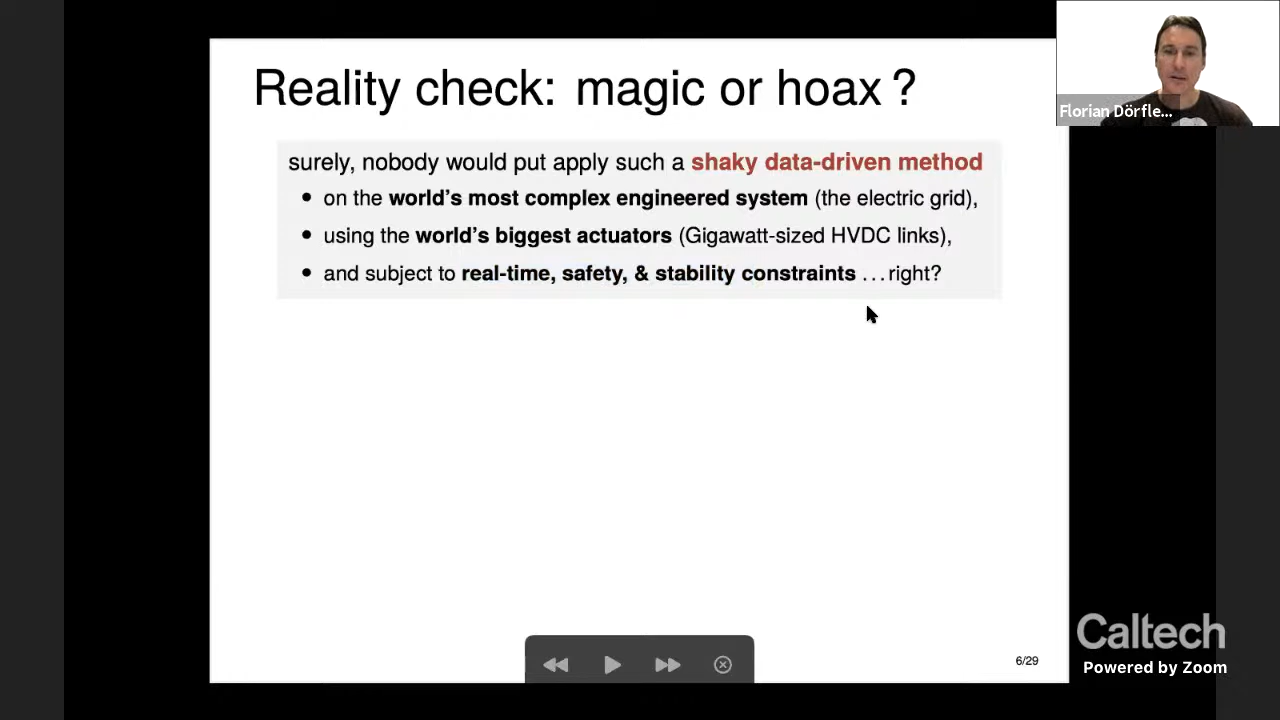 Reality check: magic or hoax ?
surely, nobody would put apply such a shaky data-driven method
• on the world's most complex engineered system (the electric grid),
• using the world's biggest actuators (Gigawatt-sized HVDC links),
• and subject to real-time, safety, & stability constraints ...right?
6/29
Florian Dörfle...
Caltech
Powered by Zoom